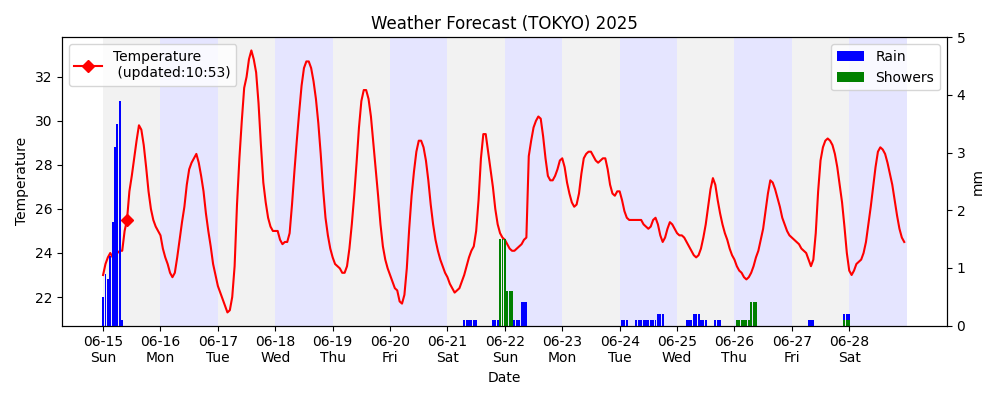 Weather Forecast (TOKYO) 2025
Temperature
(updated:10:53)
Rain
Showers
Temperature
32
30
28
26
24
22
5
4
3
2
1
0
mm
06-15 06-16 06-17 06-18 06-19 06-20 06-21 06-22 06-23 06-24 06-25 06-26 06-27 06-28
Sun Mon Tue Wed Thu Fri Sat Sun Mon Tue Wed Thu Fri Sat
Date